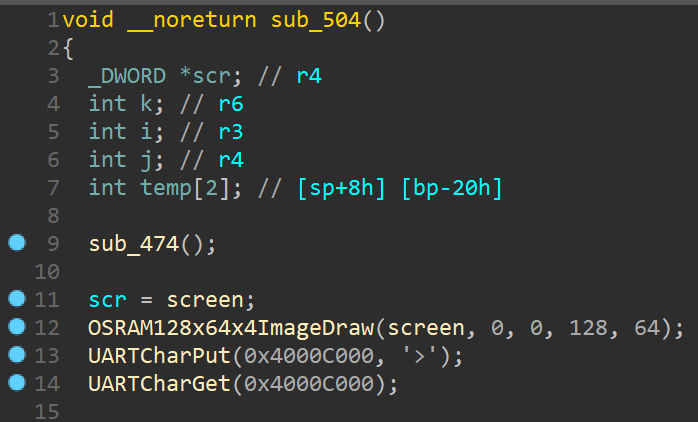 1 void __noreturn sub_504()
2 {
3 _DWORD *scr; // r4
4 int k; // r6
5 int i; // r3
6 int j; // r4
7 int temp[2]; // [sp+8h] [bp-20h]
8
9 sub_474();
10
11 scr = screen;
12 OSRAM128x64x4ImageDraw(screen, 0, 0, 128, 64);
13 UARTCharPut(0x4000C000, '>');
14 UARTCharGet(0x4000C000);
15